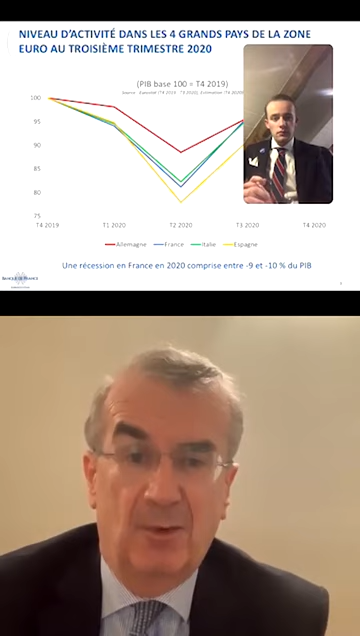 NIVEAU D'ACTIVITÉ DANS LES 4 GRANDS PAYS DE LA ZONE
EURO AU TROISIÈME TRIMESTRE 2020
(PIB base 100 = T4 2019)
100
95
90
85
80
75
T4 2019
T1 2020
T2 2020
T3 2020
T4 2020
Allemagne
France
Italie
Espagne
Une récession en France en 2020 comprise entre -9 et -10 % du PIB
BANQUE DE FRANCE